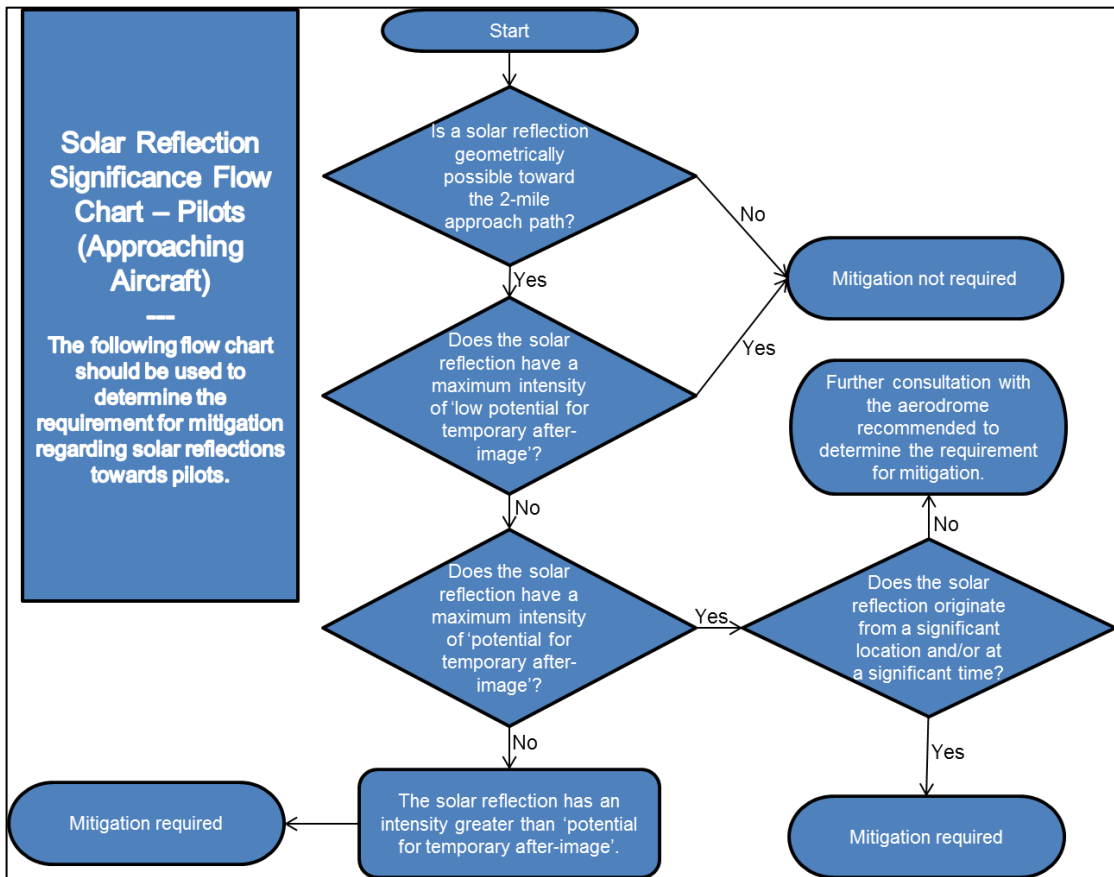 Solar Reflection
Significance Flow
Chart – Pilots
(Approaching
Aircraft)
---
The following flow chart
should be used to
determine the
requirement for mitigation
regarding solar reflections
towards pilots.
Start
Is a solar reflection
geometrically
possible toward
the 2-mile
approach path?
No
Yes
Mitigation not required
Does the solar
reflection have a
maximum intensity
of ‘low potential for
temporary after-
image’?
Yes
No
Further consultation with
the aerodrome
recommended to
determine the requirement
for mitigation.
No
Does the solar
reflection have a
maximum intensity
of ‘potential for
temporary after-
image’?
Yes
Does the solar
reflection originate
from a significant
location and/or at
a significant time?
No
Yes
The solar reflection has an
intensity greater than ‘potential
for temporary after-image’.
Mitigation required
Mitigation required